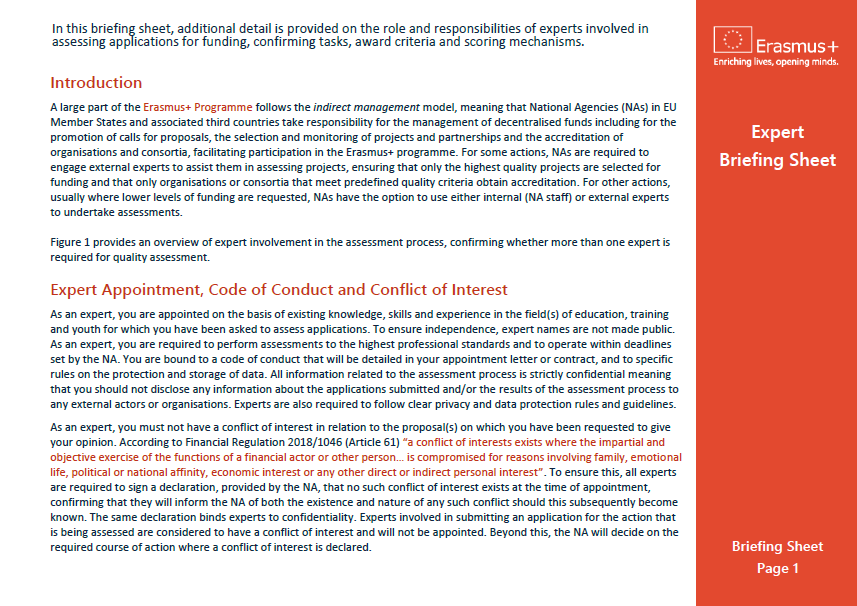 In this briefing sheet, additional detail is provided on the role and responsibilities of experts involved in
assessing applications for funding, confirming tasks, award criteria and scoring mechanisms.
Introduction
A large part of the Erasmus+ Programme follows the indirect management model, meaning that National Agencies (NAs) in EU
Member States and associated third countries take responsibility for the management of decentralised funds including for the
promotion of calls for proposals, the selection and monitoring of projects and partnerships and the accreditation of
organisations and consortia, facilitating participation in the Erasmus+ programme. For some actions, NAs are required to
engage external experts to assist them in assessing projects, ensuring that only the highest quality projects are selected for
funding and that only organisations or consortia that meet predefined quality criteria obtain accreditation. For other actions,
usually where lower levels of funding are requested, NAs have the option to use either internal (NA staff) or external experts
to undertake assessments.
Figure 1 provides an overview of expert involvement in the assessment process, confirming whether more than one expert is
required for quality assessment.
Expert Appointment, Code of Conduct and Conflict of Interest
As an expert, you are appointed on the basis of existing knowledge, skills and experience in the field(s) of education, training
and youth for which you have been asked to assess applications. To ensure independence, expert names are not made public.
As an expert, you are required to perform assessments to the highest professional standards and to operate within deadlines
set by the NA. You are bound to a code of conduct that will be detailed in your appointment letter or contract, and to specific
rules on the protection and storage of data. All information related to the assessment process is strictly confidential meaning
that you should not disclose any information about the applications submitted and/or the results of the assessment process to
any external actors or organisations. Experts are also required to follow clear privacy and data protection rules and guidelines.
As an expert, you must not have a conflict of interest in relation to the proposal(s) on which you have been requested to give
your opinion. According to Financial Regulation 2018/1046 (Article 61) “a conflict of interests exists where the impartial and
objective exercise of the functions of a financial actor or other person... is compromised for reasons involving family, emotional
life, political or national affinity, economic interest or any other direct or indirect personal interest”. To ensure this, all experts
are required to sign a declaration, provided by the NA, that no such conflict of interest exists at the time of appointment,
confirming that they will inform the NA of both the existence and nature of any such conflict should this subsequently become
known. The same declaration binds experts to confidentiality. Experts involved in submitting an application for the action that
is being assessed are considered to have a conflict of interest and will not be appointed. Beyond this, the NA will decide on the
required course of action where a conflict of interest is declared.
Erasmus+
Enriching lives, opening minds.
Expert
Briefing Sheet
Briefing Sheet
Page 1